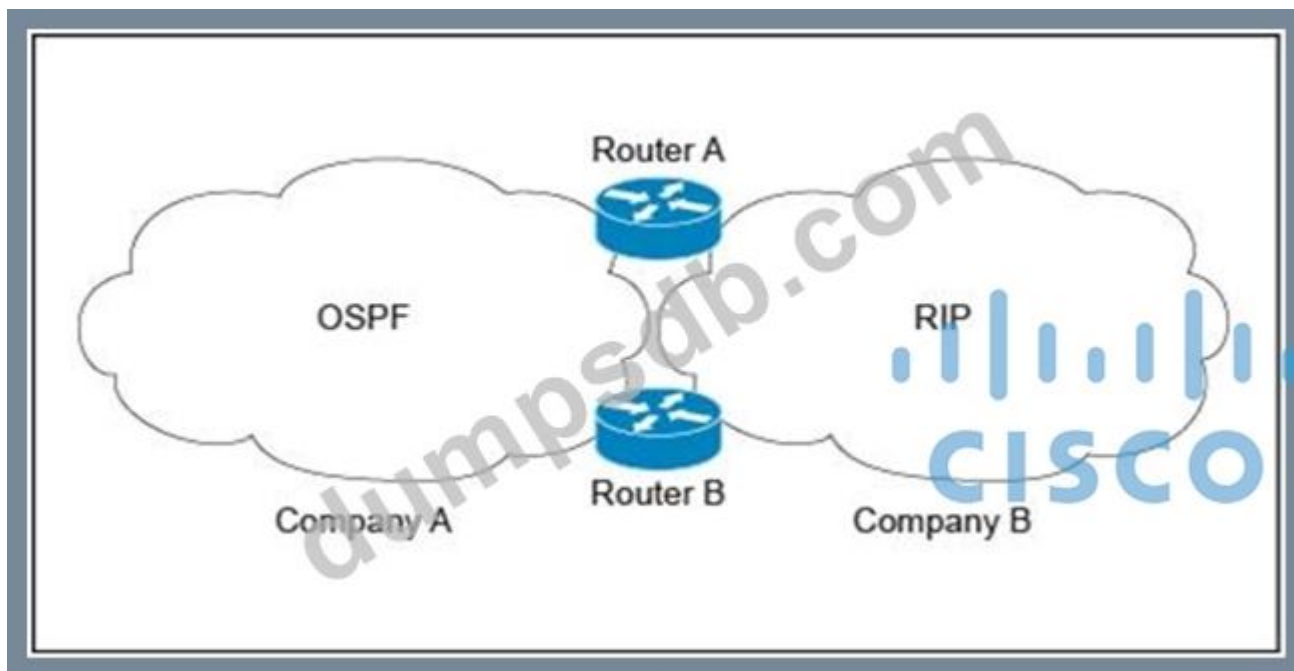 Router A
OSPF
RIP
CISCO
Router B
Company A
Company B
dumpsdb.com